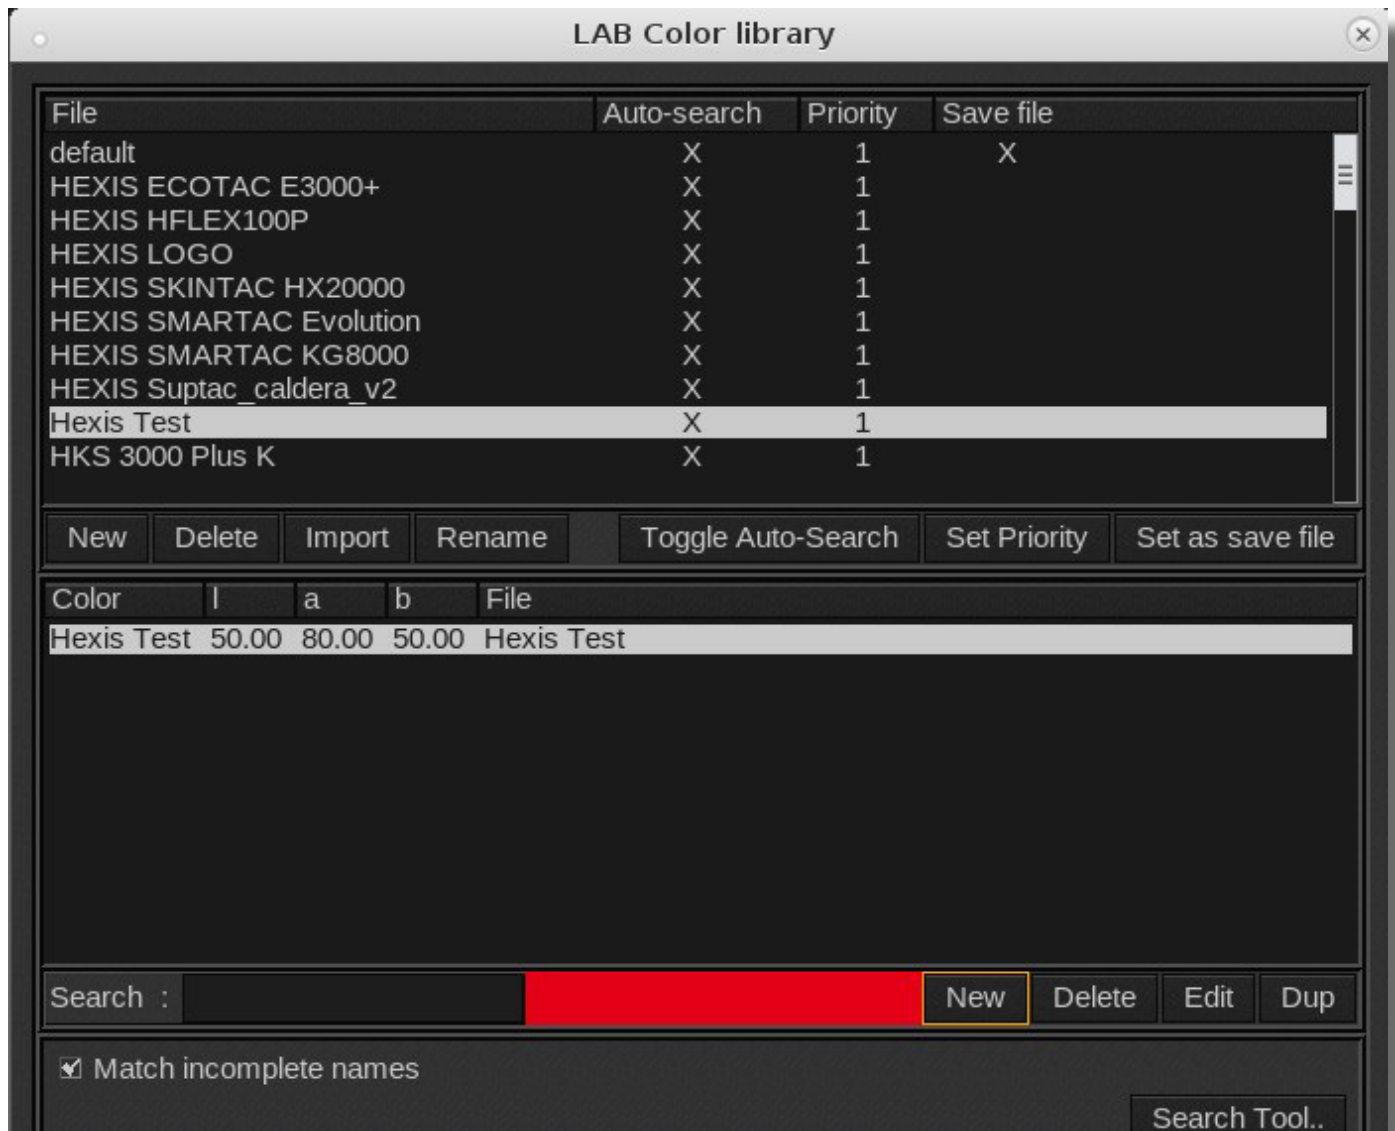 LAB Color library
File Auto-search Priority Save file
default X 1 X
HEXIS ECOTAC E3000+ X 1
HEXIS HFLEX100P X 1
HEXIS LOGO X 1
HEXIS SKINTAC HX20000 X 1
HEXIS SMARTAC Evolution X 1
HEXIS SMARTAC KG8000 X 1
HEXIS Suptac_caldera_v2 X 1
Hexis Test X 1
HKS 3000 Plus K X 1
New Delete Import Rename Toggle Auto-Search Set Priority Set as save file
Color l a b File
Hexis Test 50.00 80.00 50.00 Hexis Test
Search : New Delete Edit Dup
Match incomplete names
Search Tool..